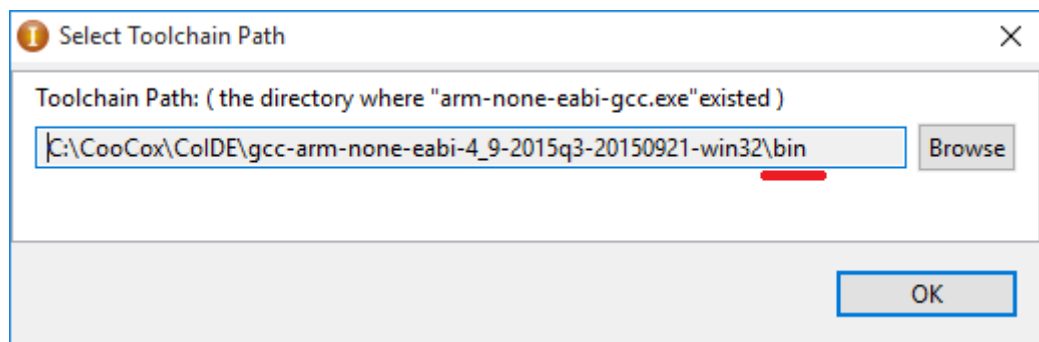 Select Toolchain Path
Toolchain Path: ( the directory where "arm-none-eabi-gcc.exe"existed )
C:\CooCox\CoIDE\gcc-arm-none-eabi-4_9-2015q3-20150921-win32\bin
Browse
OK